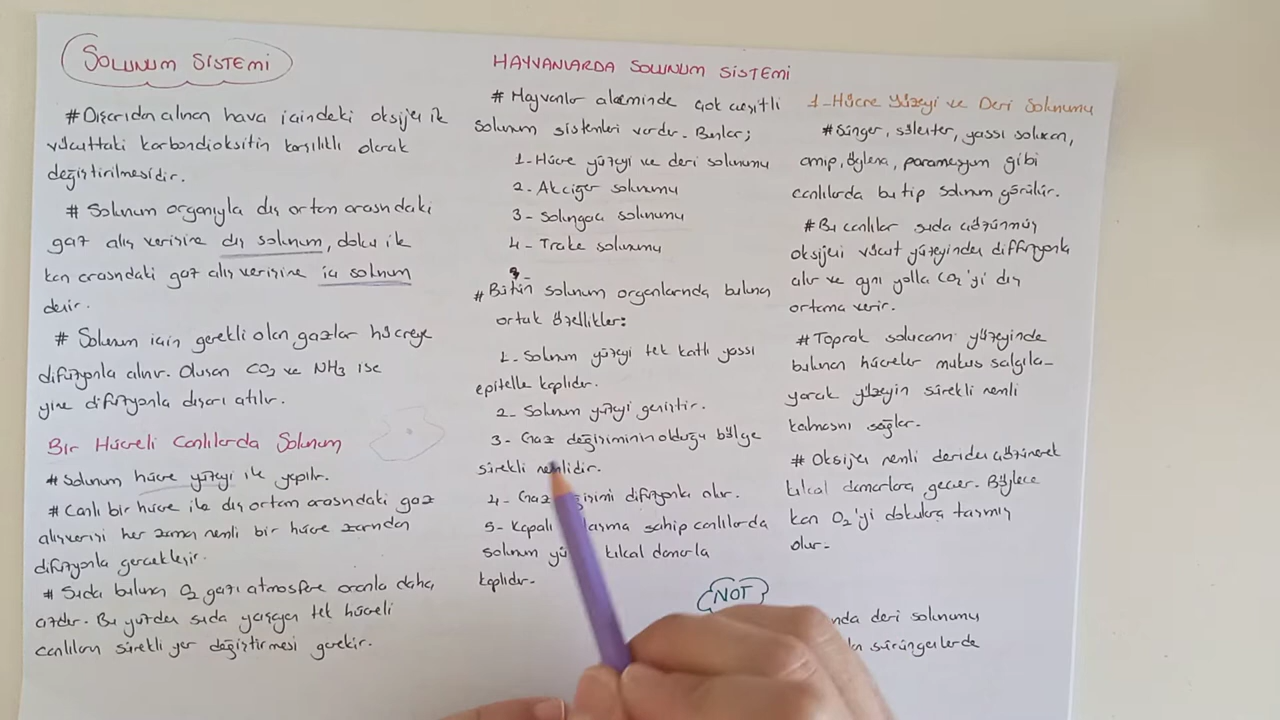 SOLUNUM SİSTEMİ
# Dışarıdan alınan hava içindeki oksijen ile
vücuttaki karbondioksitin karşılıklı olarak
değiştirilmesidir.
# Solunum organıyla dış ortam arasındaki
gaz alış verişine dış solunum, doku ile
kan arasındaki gaz alış verişine iç solunum
denir.
# Solunum için gerekli olan gazlar hücreye
difüzyonla alınır. Oluşan CO2 ve NH3 ise
yine difüzyonla dışarı atılır.
Bir Hücreli Canlılarda Solunum
# Solunum hücre yüzeyi ile yapılır.
# Canlı bir hücre ile dış ortam arasındaki gaz
alışverişi her zaman nemli bir hücre zarından
difüzyonla gerçekleşir.
# Suda bulunan O2 gazı atmosfere oranla daha
azdır. Bu yüzden suda yaşayan tek hücreli
canlıların sürekli yer değiştirmesi gerekir.
HAYVANLARDA SOLUNUM SİSTEMİ
# Hayvanlar aleminde çok çeşitli
solunum sistemleri vardır. Bunlar;
1- Hücre yüzeyi ve deri solunumu
2- Akciğer solunumu
3- Solungaç solunumu
4- Trake solunumu
# Bütün solunum organlarında bulunan
ortak özellikler:
1- Solunum yüzeyi tek katlı yassı
epitelle kaplıdır.
2- Solunum yüzeyi geniştir.
3- Gaz değişiminin olduğu bölge
sürekli nemlidir.
4- Gaz difüzyonla olur.
5- Kapalı sahip canlılarda
solunum kılcal damarla
kaplıdır.
1- Hücre Yüzeyi ve Deri Solunumu
# Sünger, sölenter, yassı solucan,
amip, öglena, paramezyum gibi
canlılarda bu tip solunum görülür.
# Bu canlılar suda çözünmüş
oksijeni vücut yüzeyinden difüzyonla
alır ve aynı yolla CO2'yi dış
ortama verir.
# Toprak solucanı yüzeyinde
bulunan hücreler mukus salgıla-
yarak yüzeyin sürekli nemli
kalmasını sağlar.
# Oksijen nemli deriden çözünerek
kılcal damarlara geçer. Böylece
kan O2'yi dokulara taşımış
olur.
NOT
deri solunumu
sürüngenlerde